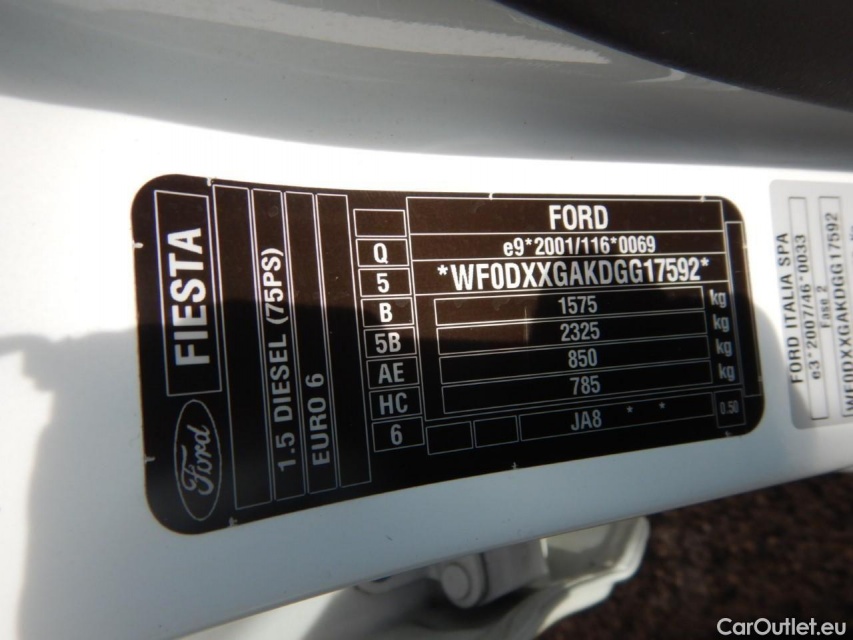 FORD
e9*2001/116*0069
*WF0DXXGAKDGG17592*
1575 kg
2325 kg
850 kg
785 kg
JA8 * * 0.50
Q
5
B
5B
AE
HC
6
FIESTA
1.5 DIESEL (75PS)
EURO 6
Ford
FORD ITALIA SPA
e3*2007/46*0033
Fase 2
WF0DXXGAKDGG17592
CarOutlet.eu